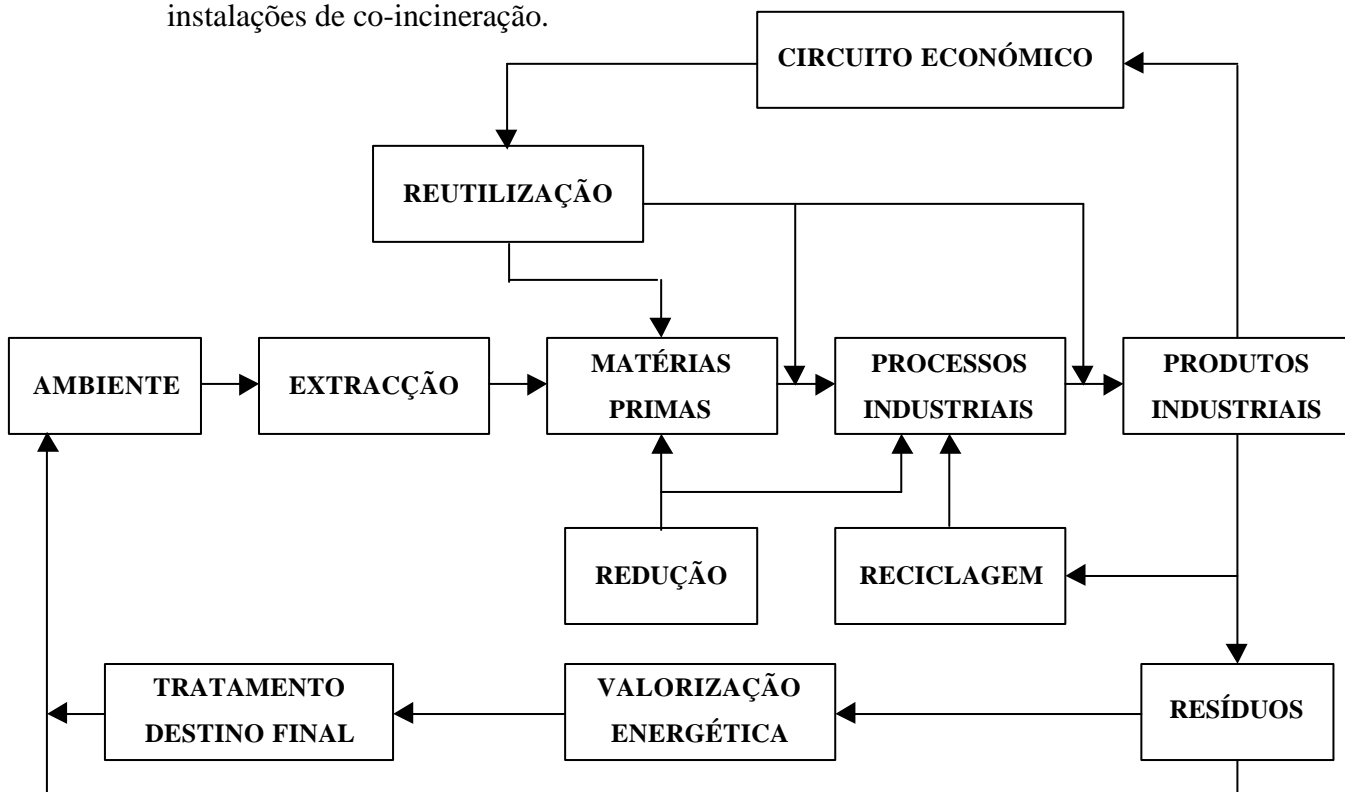 instalações de co-incineração.
CIRCUITO ECONÓMICO
REUTILIZAÇÃO
AMBIENTE
EXTRACÇÃO
MATÉRIAS
PRIMAS
PROCESSOS
INDUSTRIAIS
PRODUTOS
INDUSTRIAIS
REDUÇÃO
RECICLAGEM
TRATAMENTO
DESTINO FINAL
VALORIZAÇÃO
ENERGÉTICA
RESÍDUOS